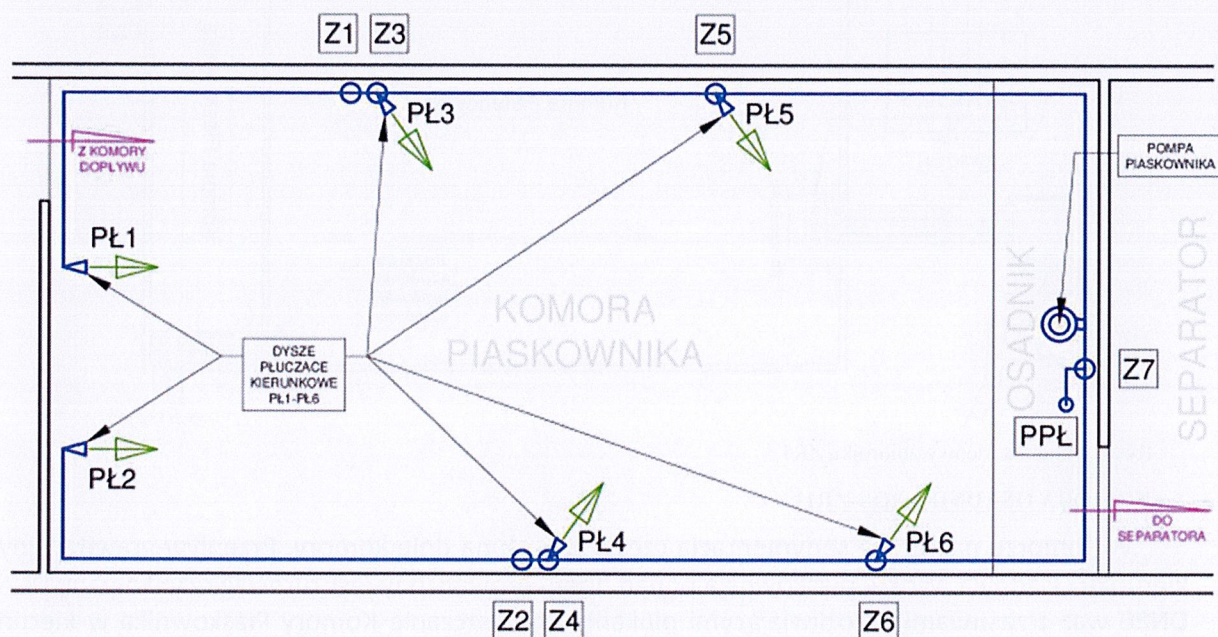 Z1 Z3 Z5
PŁ3 PŁ5
Z KOMORY
DOPŁYWU
POMPA
PIASKOWNIKA
PŁ1
KOMORA
PIASKOWNIKA
OSADNIK
SEPARATOR
DYSZE
PŁUCZĄCE
KIERUNKOWE
PŁ1-PŁ6
Z7
PPŁ
PŁ2
DO
SEPARATORA
PŁ4 PŁ6
Z2 Z4 Z6